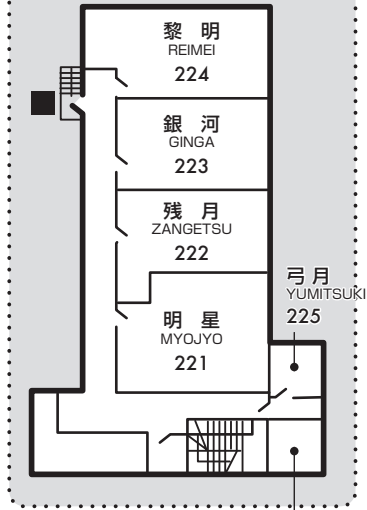 黎 明
REIMEI
224
銀 河
GINGA
223
残 月
ZANGETSU
222
弓月
YUMITSUKI
225
明 星
MYOJYO
221